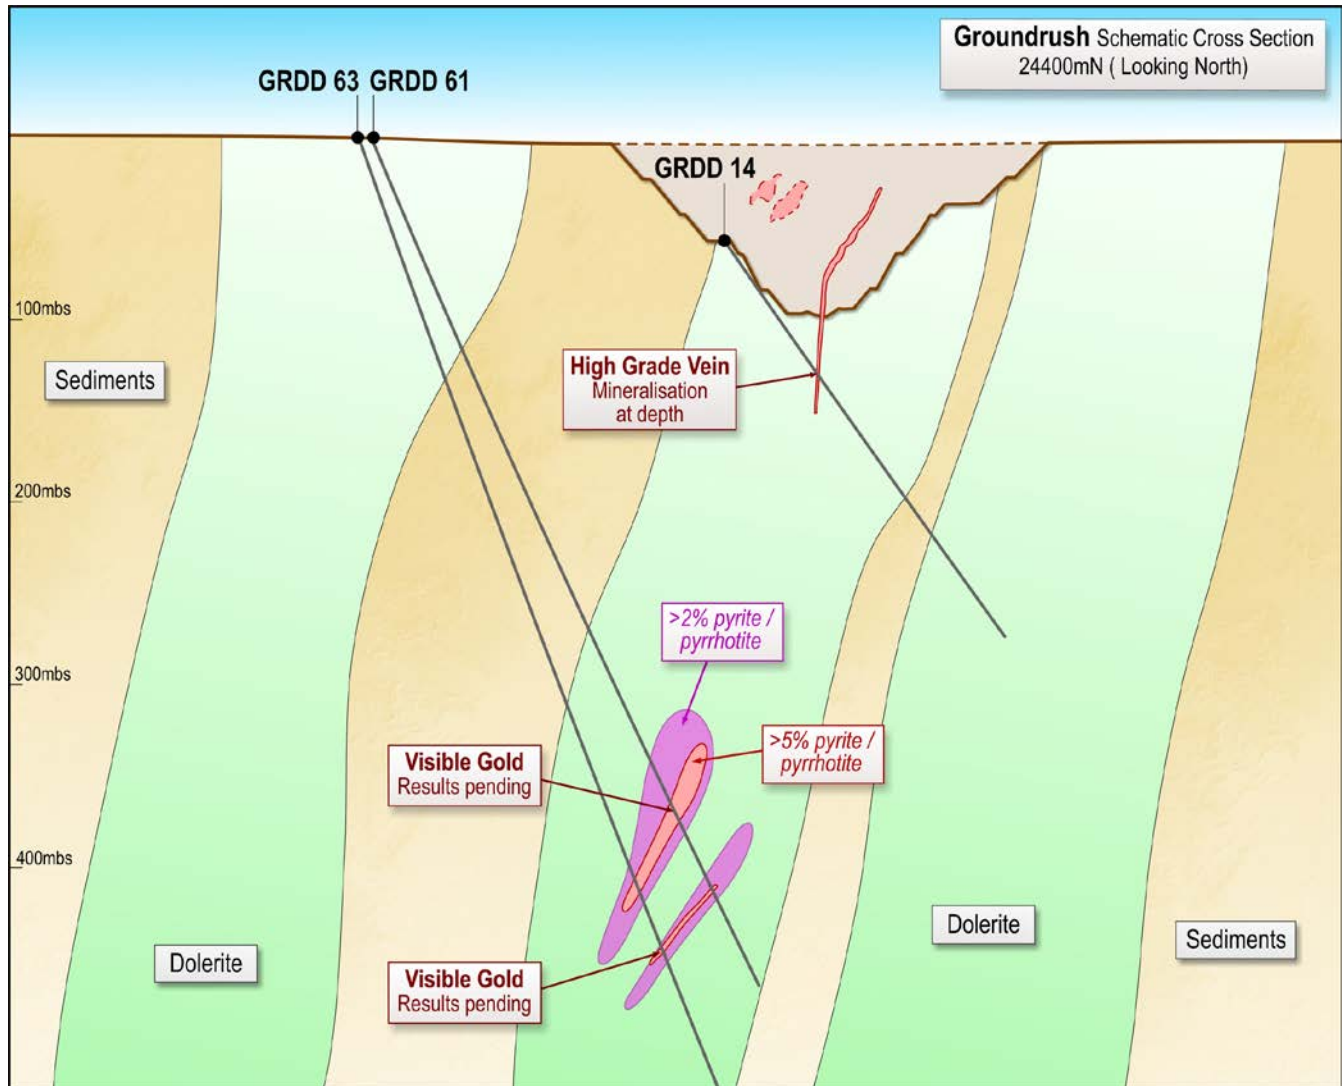 Groundrush Schematic Cross Section
24400mN ( Looking North)
GRDD 63 GRDD 61
GRDD 14
100mbs
High Grade Vein
Mineralisation
at depth
Sediments
200mbs
>2% pyrite /
pyrrhotite
300mbs
>5% pyrite /
pyrrhotite
Visible Gold
Results pending
400mbs
Dolerite
Sediments
Dolerite
Visible Gold
Results pending